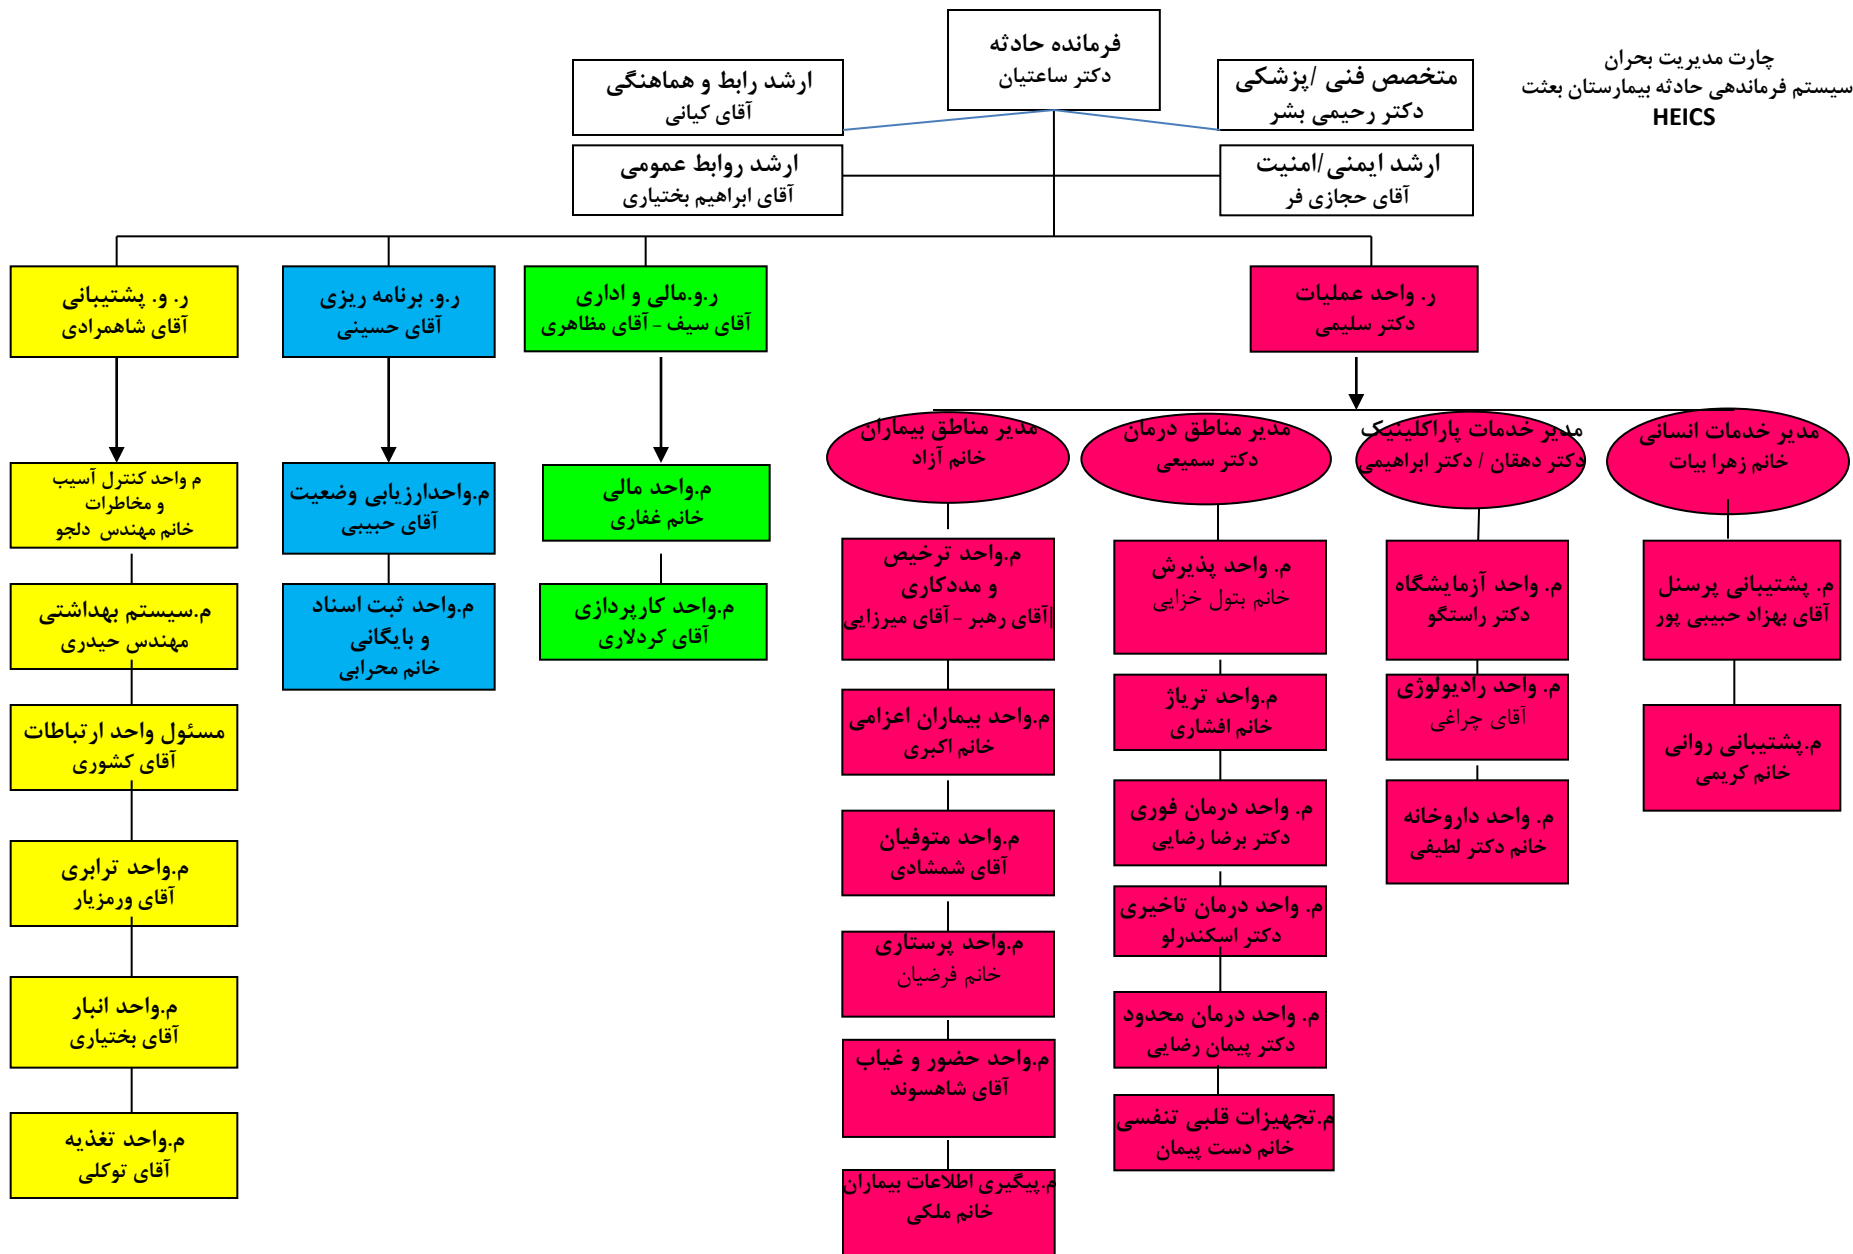 چارت مدیریت بحران
سیستم فرماندهی حادثه بیمارستان بعثت
HEICS
فرمانده حادثه
دکتر ساعتیان
متخصص فنی /پزشکی
دکتر رحیمی بشر
ارشد رابط و هماهنگی
آقای کیانی
ارشد ایمنی/امنیت
آقای حجازی فر
ارشد روابط عمومی
آقای ابراهیم بختیاری
ر. واحد عملیات
دکتر سلیمی
ر.و.مالی و اداری
آقای سیف - آقای مظاهری
ر.و. برنامه ریزی
آقای حسینی
ر. و. پشتیبانی
آقای شاهمرادی
مدیر خدمات انسانی
خانم زهرا بیات
م. پشتیبانی پرسنل
آقای بهزاد حبیبی پور
م.پشتیبانی روانی
خانم کریمی
مدیر خدمات پاراکلینیک
دکتر دهقان / دکتر ابراهیمی
م. واحد آزمایشگاه
دکتر راستگو
م. واحد رادیولوژی
آقای چراغی
م. واحد داروخانه
خانم دکتر لطیفی
مدیر مناطق درمان
دکتر سمیعی
م. واحد پذیرش
خانم بتول خزایی
م.واحد تریاژ
خانم افشاری
م. واحد درمان فوری
دکتر برضا رضایی
م. واحد درمان تاخیری
دکتر اسکندرلو
م. واحد درمان محدود
دکتر پیمان رضایی
م.تجهیزات قلبی تنفسی
خانم دست پیمان
مدیر مناطق بیماران
خانم آزاد
م.واحد ترخیص
و مددکاری
آقای رهبر - آقای میرزایی
م.واحد بیماران اعزامی
خانم اکبری
م.واحد متوفیان
آقای شمشادی
م.واحد پرستاری
خانم فرضیان
م.واحد حضور و غیاب
آقای شاهسوند
م.پیگیری اطلاعات بیماران
خانم ملکی
م.واحد مالی
خانم غفاری
م.واحد کارپردازی
آقای کردلاری
م.واحدارزیابی وضعیت
آقای حبیبی
م.واحد ثبت اسناد
و بایگانی
خانم محرابی
م واحد کنترل آسیب
و مخاطرات
خانم مهندس دلجو
م.سیستم بهداشتی
مهندس حیدری
مسئول واحد ارتباطات
آقای کشوری
م.واحد ترابری
آقای ورمزیار
م.واحد انبار
آقای بختیاری
م.واحد تغذیه
آقای توکلی